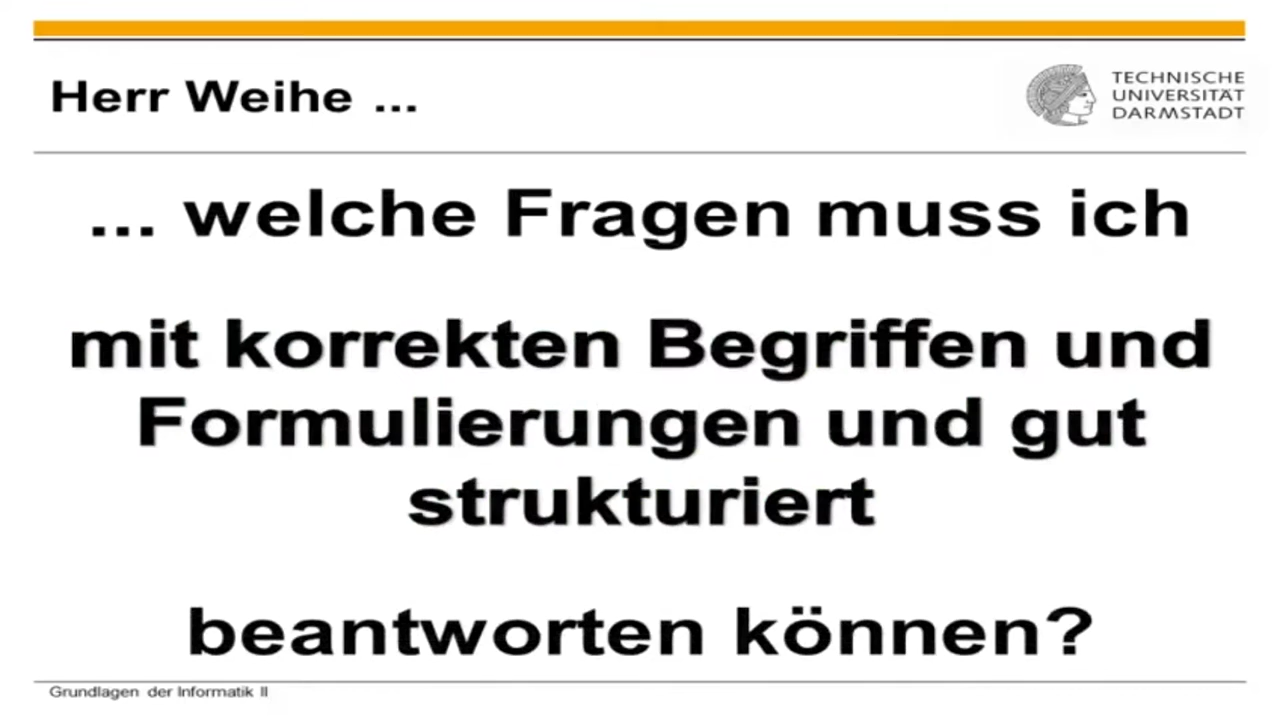 Herr Weihe ...
TECHNISCHE
UNIVERSITÄT
DARMSTADT
... welche Fragen muss ich
mit korrekten Begriffen und
Formulierungen und gut
strukturiert
beantworten können?
Grundlagen der Informatik II